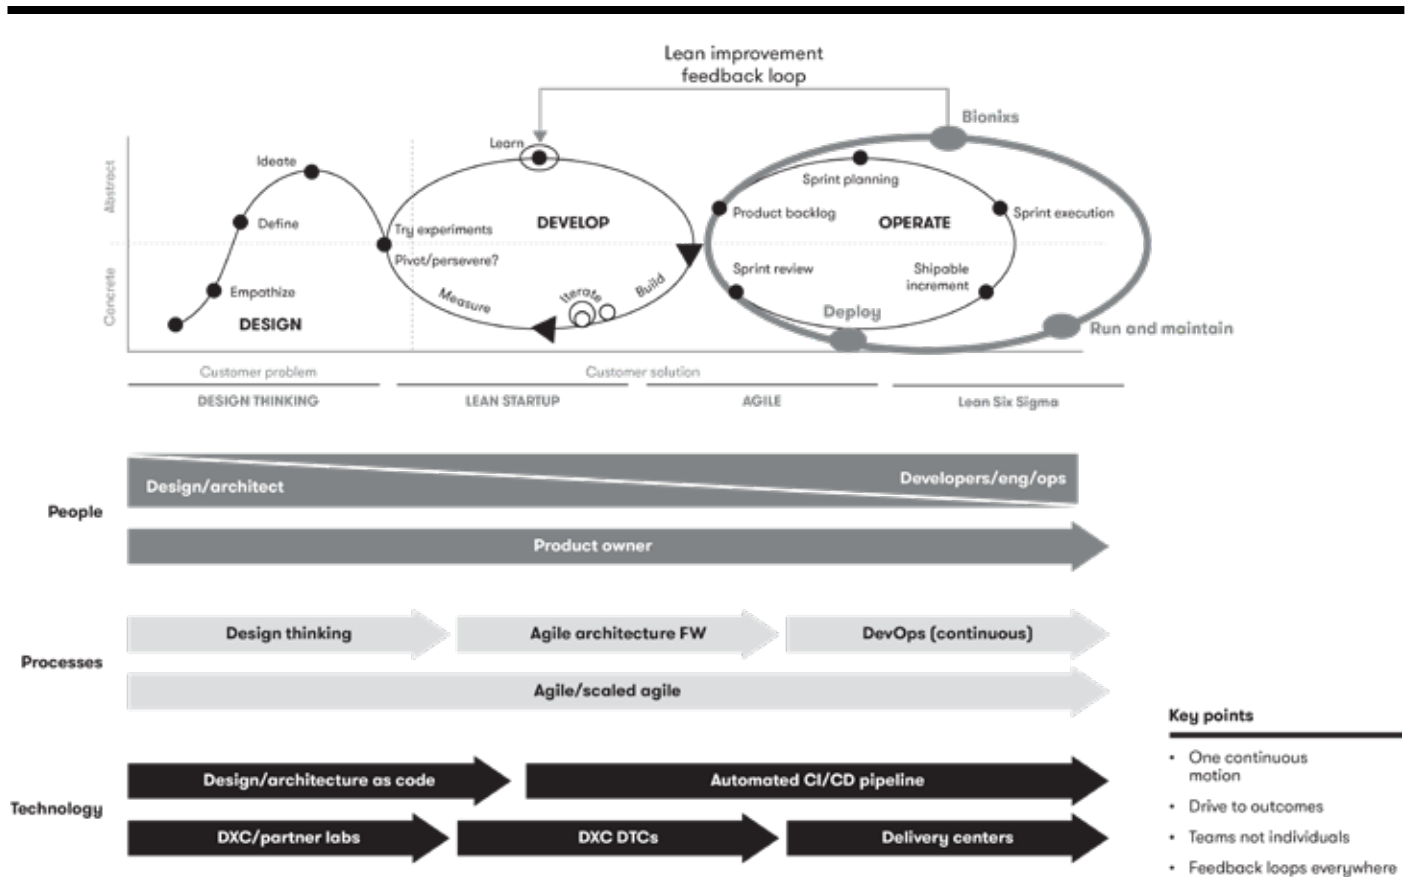 Lean improvement
feedback loop
Bionixs
Learn
Ideate
Abstract
Sprint planning
Product backlog
Sprint execution
Define
DEVELOP
OPERATE
Try experiments
Pivot/persevere?
Concrete
Empathize
Measure
Iterate
Build
Sprint review
Shipable
increment
DESIGN
Deploy
Run and maintain
Customer problem
Customer solution
DESIGN THINKING
LEAN STARTUP
AGILE
Lean Six Sigma
People
Design/architect
Developers/eng/ops
Product owner
Processes
Design thinking
Agile architecture FW
DevOps (continuous)
Agile/scaled agile
Technology
Design/architecture as code
Automated CI/CD pipeline
DXC/partner labs
DXC DTCs
Delivery centers
Key points
• One continuous
motion
• Drive to outcomes
• Teams not individuals
• Feedback loops everywhere